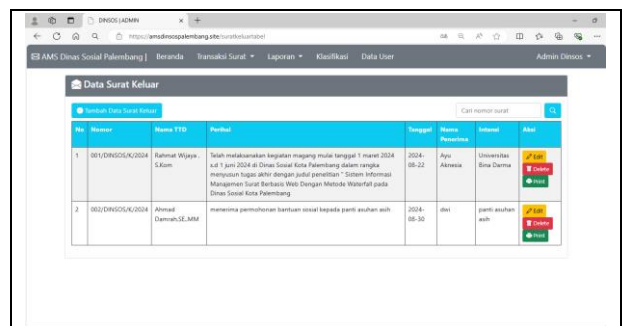 DINSOS | ADMIN
https://amsdinsospalembang.site/suratkeluartabel
AMS Dinas Sosial Palembang | Beranda Transaksi Surat Laporan Klasifikasi Data User Admin Dinsos
Data Surat Keluar
Tambah Data Surat Keluar Cari nomor surat
No Nomor Nama TTD Perihal Tanggal Nama Penerima Intansi Aksi
1 001/DINSOS/K/2024 Rahmat Wijaya., S.Kom
Telah melaksanakan kegiatan magang mulai tanggal 1 maret 2024
s.d 1 juni 2024 di Dinas Sosial Kota Palembang dalam rangka
menyusun tugas akhir dengan judul penelitian " Sistem Informasi
Manajemen Surat Berbasis Web Dengan Metode Waterfall pada
Dinas Sosial Kota Palembang
2024-08-22 Ayu Aknesia Universitas Bina Darma
Edit
Delete
Print
2 002/DINSOS/K/2024 Ahmad Damrah,SE.,MM
menerima permohonan bantuan sosial kepada panti asuhan asih
2024-08-30 dwi panti asuhan asih
Edit
Delete
Print